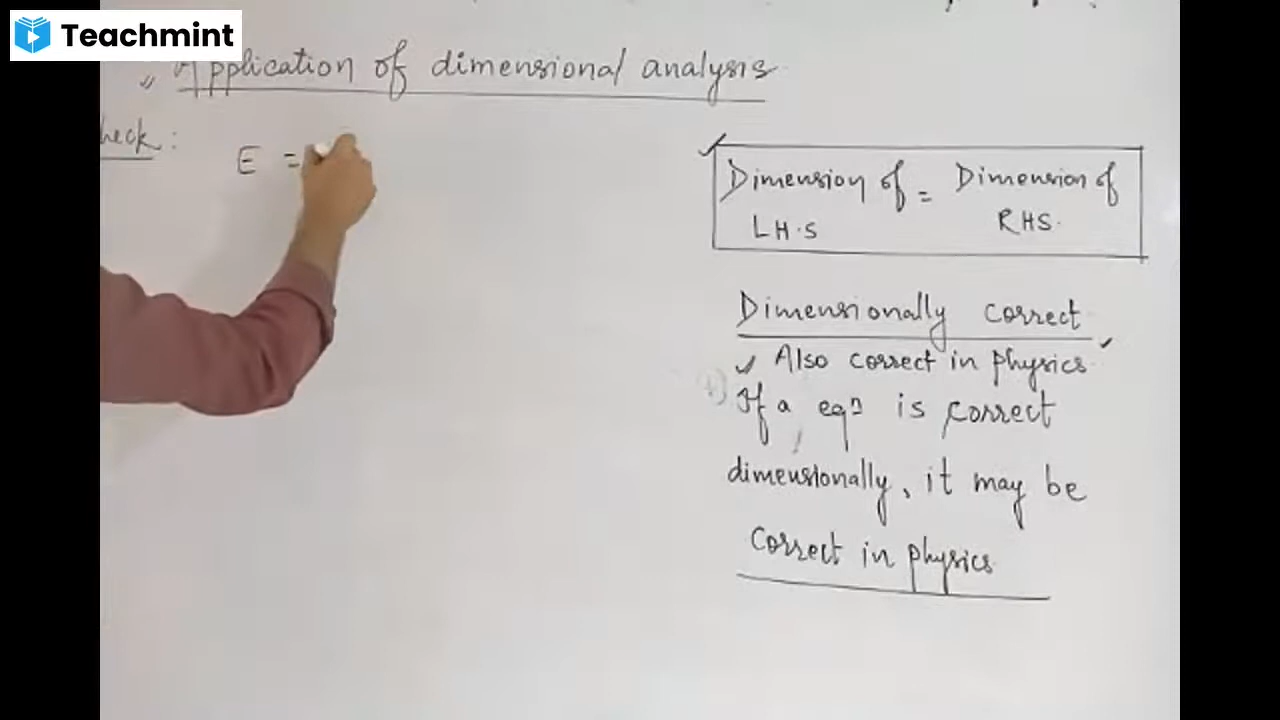 Teachmint
Application of dimensional analysis
heck :
E =
Dimension of = Dimension of
L H.S RHS.
Dimensionally correct
Also correct in physics.
If a eqn is correct
dimensionally, it may be
correct in physics